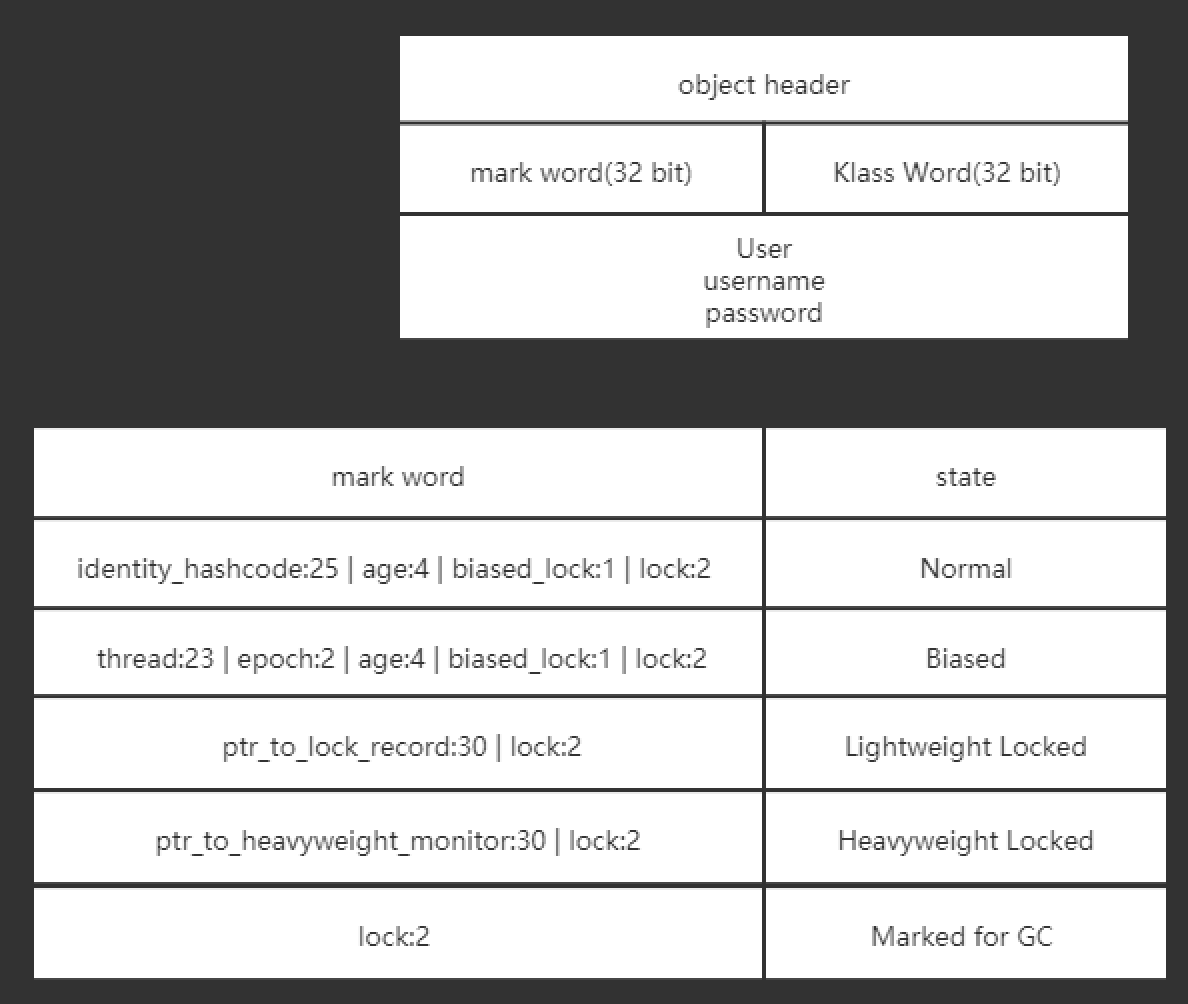 object header
mark word(32 bit)
Klass Word(32 bit)
User
username
password
mark word
state
identity_hashcode:25 | age:4 | biased_lock:1 | lock:2
Normal
thread:23 | epoch:2 | age:4 | biased_lock:1 | lock:2
Biased
ptr_to_lock_record:30 | lock:2
Lightweight Locked
ptr_to_heavyweight_monitor:30 | lock:2
Heavyweight Locked
lock:2
Marked for GC